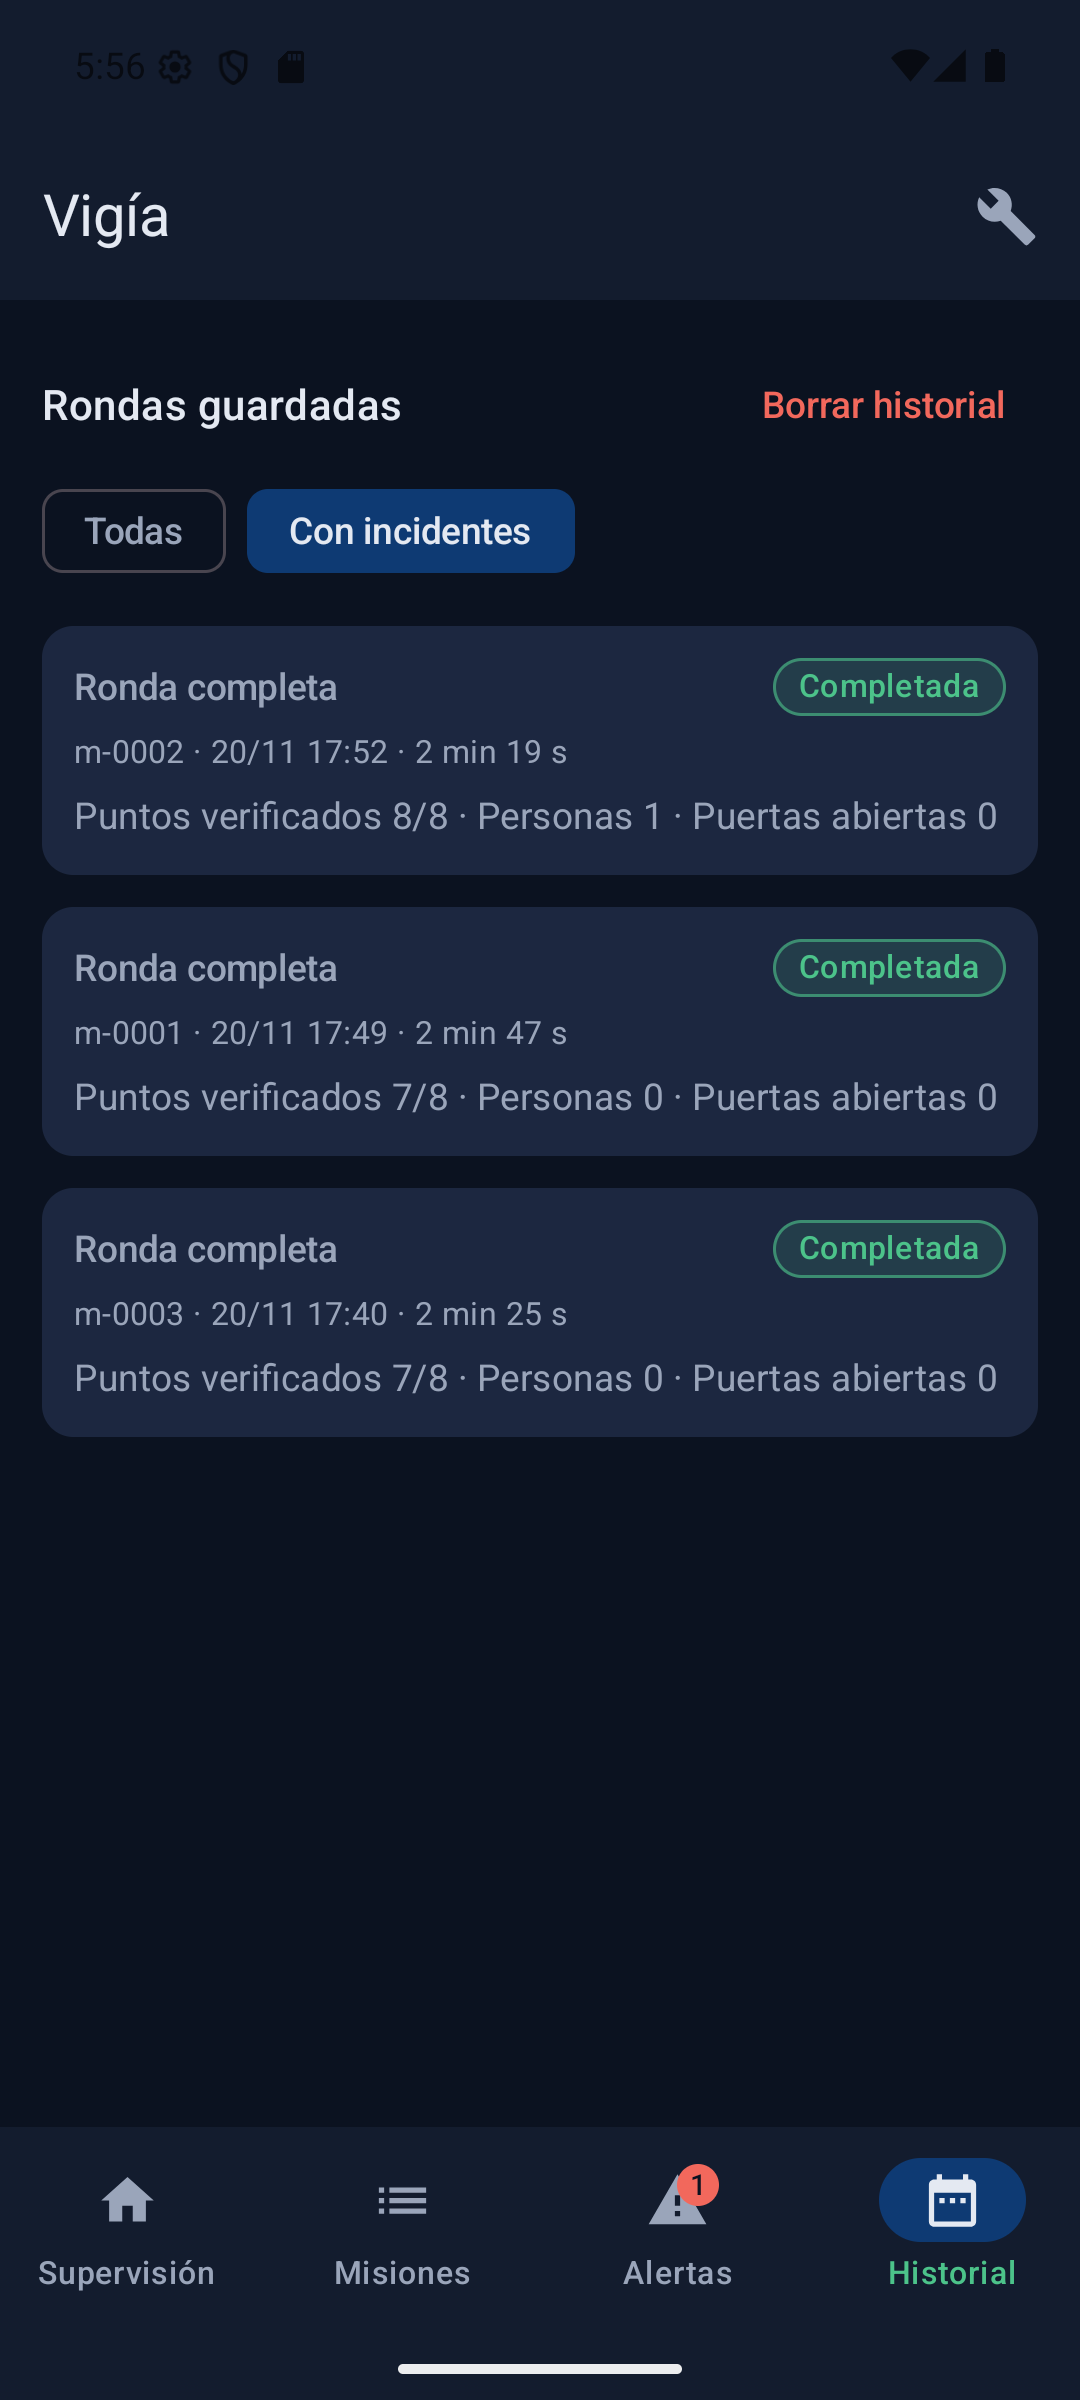 5:56
Vigía
Rondas guardadas
Borrar historial
Todas
Con incidentes
Ronda completa
Completada
m-0002 · 20/11 17:52 · 2 min 19 s
Puntos verificados 8/8 · Personas 1 · Puertas abiertas 0
Ronda completa
Completada
m-0001 · 20/11 17:49 · 2 min 47 s
Puntos verificados 7/8 · Personas 0 · Puertas abiertas 0
Ronda completa
Completada
m-0003 · 20/11 17:40 · 2 min 25 s
Puntos verificados 7/8 · Personas 0 · Puertas abiertas 0
1
Supervisión
Misiones
Alertas
Historial